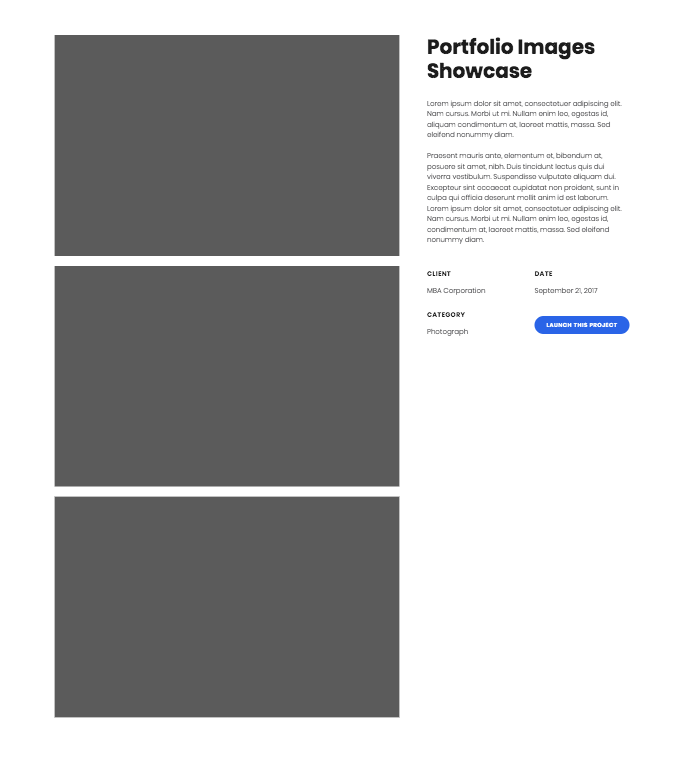 Portfolio Images
Showcase
Lorem ipsum dolor sit amet, consectetuer adipiscing elit.
Nam cursus. Morbi ut mi. Nullam enim leo, egestas id,
aliquam condimentum at, laoreet mattis, massa. Sed
eleifend nonummy diam.
Praesent mauris ante, elementum et, bibendum at,
posuere sit amet, nibh. Duis tincidunt lectus quis dui
viverra vestibulum. Suspendisse vulputate aliquam dui.
Excepteur sint occaecat cupidatat non proident, sunt in
culpa qui officia deserunt mollit anim id est laborum.
Lorem ipsum dolor sit amet, consectetuer adipiscing elit.
Nam cursus. Morbi ut mi. Nullam enim leo, egestas id,
condimentum at, laoreet mattis, massa. Sed eleifend
nonummy diam.
CLIENT
MBA Corporation
DATE
September 21, 2017
CATEGORY
Photograph
LAUNCH THIS PROJECT